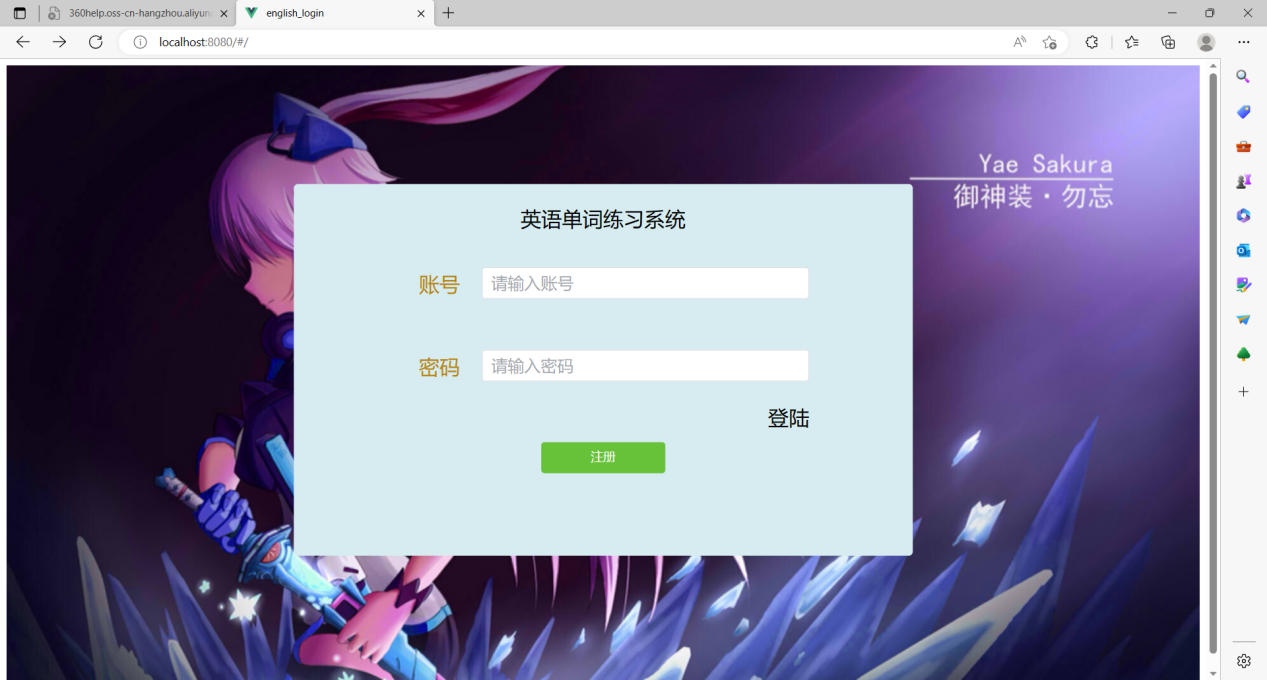 360help.oss-cn-hangzhou.aliyun
english_login
localhost:8080/#/
Yae Sakura
御神装·勿忘
英语单词练习系统
账号
请输入账号
密码
请输入密码
登陆
注册